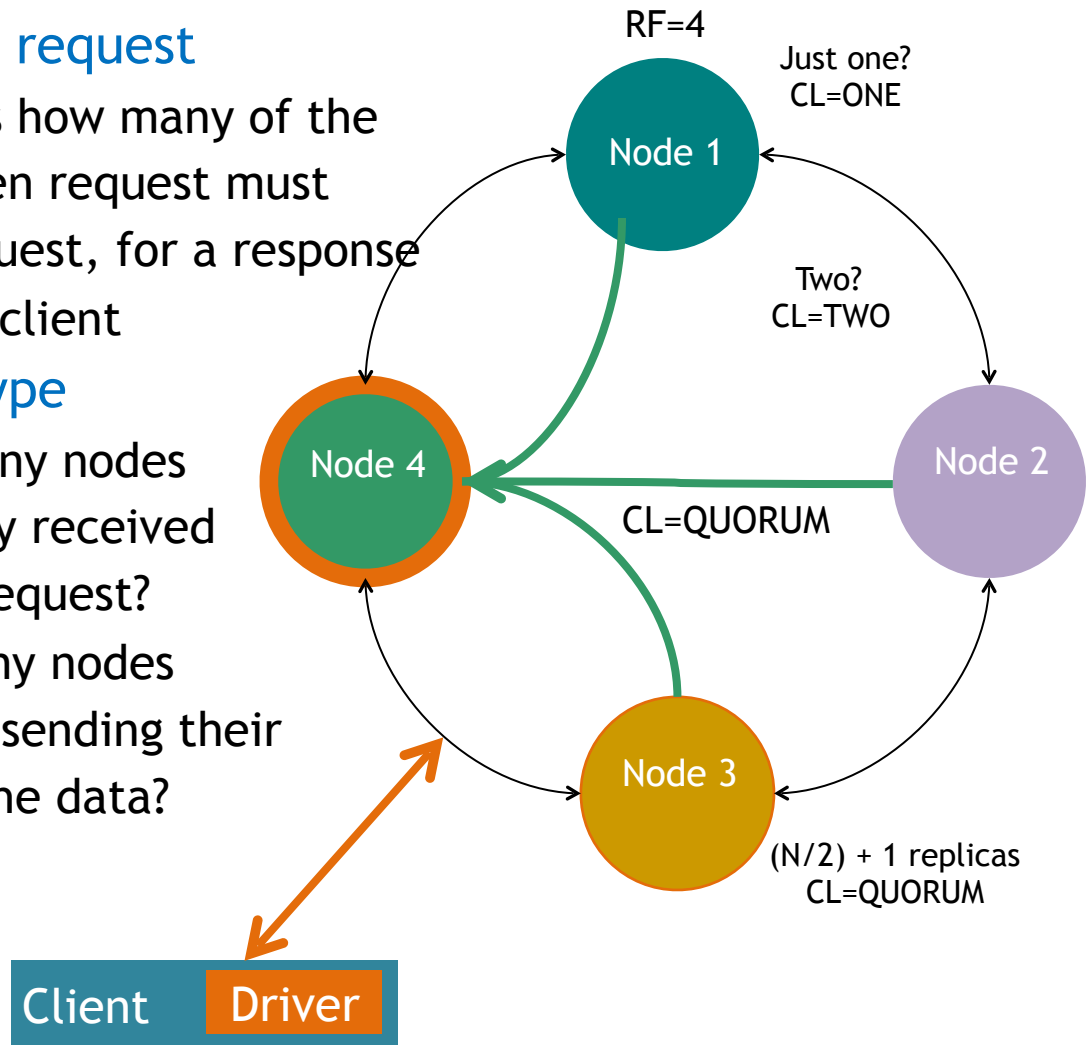 request
s how many of the
en request must
uest, for a response
client
ype
ny nodes
y received
equest?
ny nodes
sending their
he data?
RF=4
Just one?
CL=ONE
Node 1
Two?
CL=TWO
Node 4
Node 2
CL=QUORUM
Node 3
(N/2) + 1 replicas
CL=QUORUM
Client
Driver